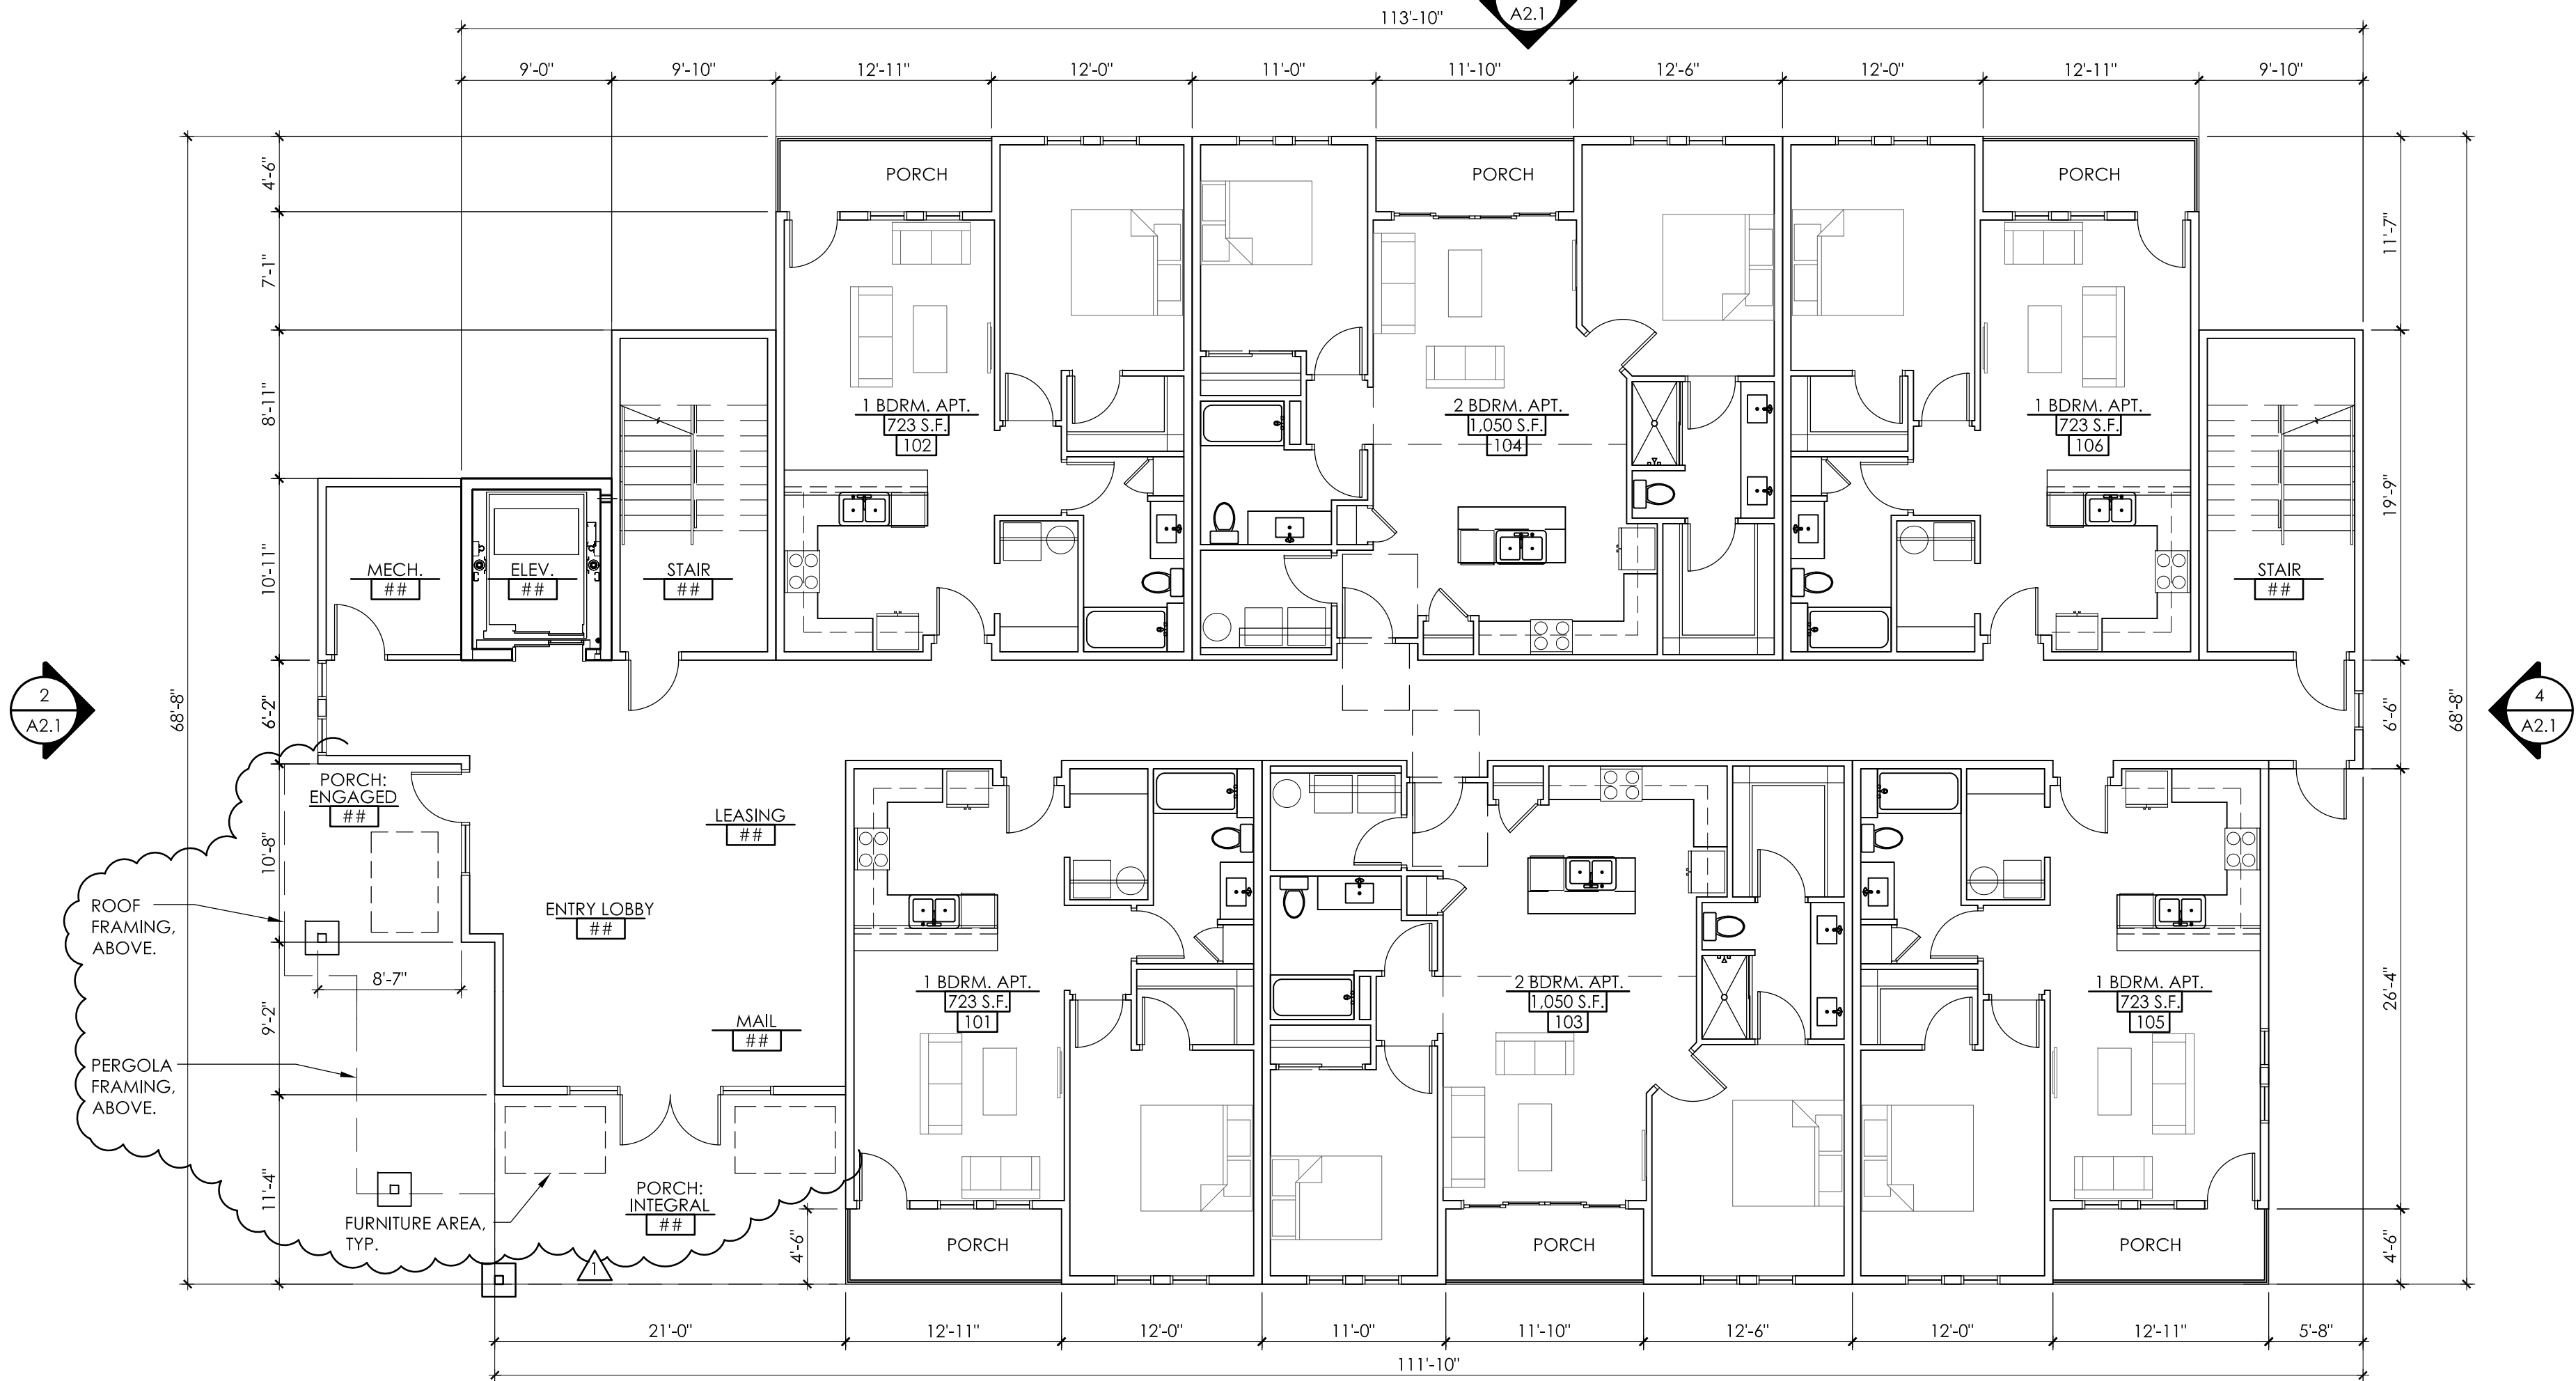 A2.1
113'-10"
9'-0" 9'-10" 12'-11" 12'-0" 11'-0" 11'-10" 12'-6" 12'-0" 12'-11" 9'-10"
4'-6"
7'-1"
8'-11"
10'-11"
6'-2"
10'-8"
9'-2"
11'-4"
68'-8"
PORCH
PORCH
PORCH
11'-7"
19'-9"
6'-6"
26'-4"
4'-6"
68'-8"
1 BDRM. APT.
723 S.F.
102
2 BDRM. APT.
1,050 S.F.
104
1 BDRM. APT.
723 S.F.
106
MECH.
##
ELEV.
##
STAIR
##
STAIR
##
2
A2.1
4
A2.1
PORCH:
ENGAGED
##
LEASING
##
ROOF
FRAMING,
ABOVE.
ENTRY LOBBY
##
8'-7"
1 BDRM. APT.
723 S.F.
101
2 BDRM. APT.
1,050 S.F.
103
1 BDRM. APT.
723 S.F.
105
MAIL
##
PERGOLA
FRAMING,
ABOVE.
PORCH:
INTEGRAL
##
FURNITURE AREA,
TYP.
4'-6"
1
PORCH
PORCH
PORCH
21'-0" 12'-11" 12'-0" 11'-0" 11'-10" 12'-6" 12'-0" 12'-11" 5'-8"
111'-10"